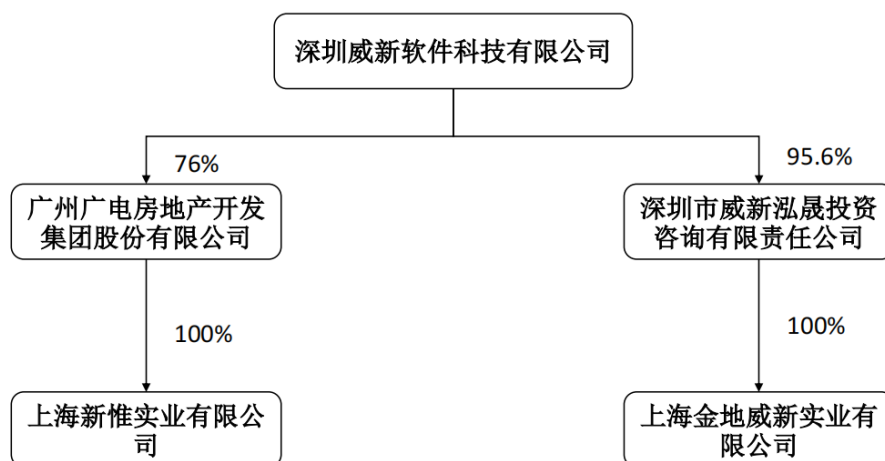 深圳威新软件科技有限公司
76%
95.6%
广州广电房地产开发
集团股份有限公司
深圳市威新泓晟投资
咨询有限责任公司
100%
100%
上海新惟实业有限公
司
上海金地威新实业有
限公司